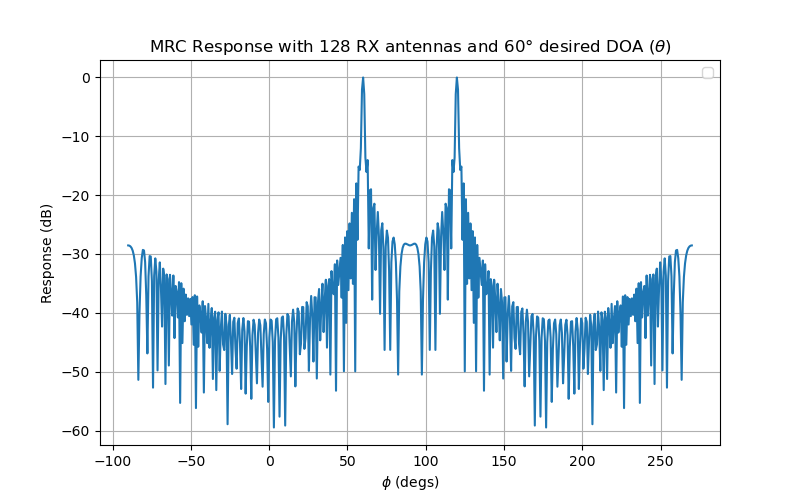 MRC Response with 128 RX antennas and 60° desired DOA (θ)
0
−10
−20
−30
−40
−50
−60
Response (dB)
−100 −50 0 50 100 150 200 250
ϕ (degs)